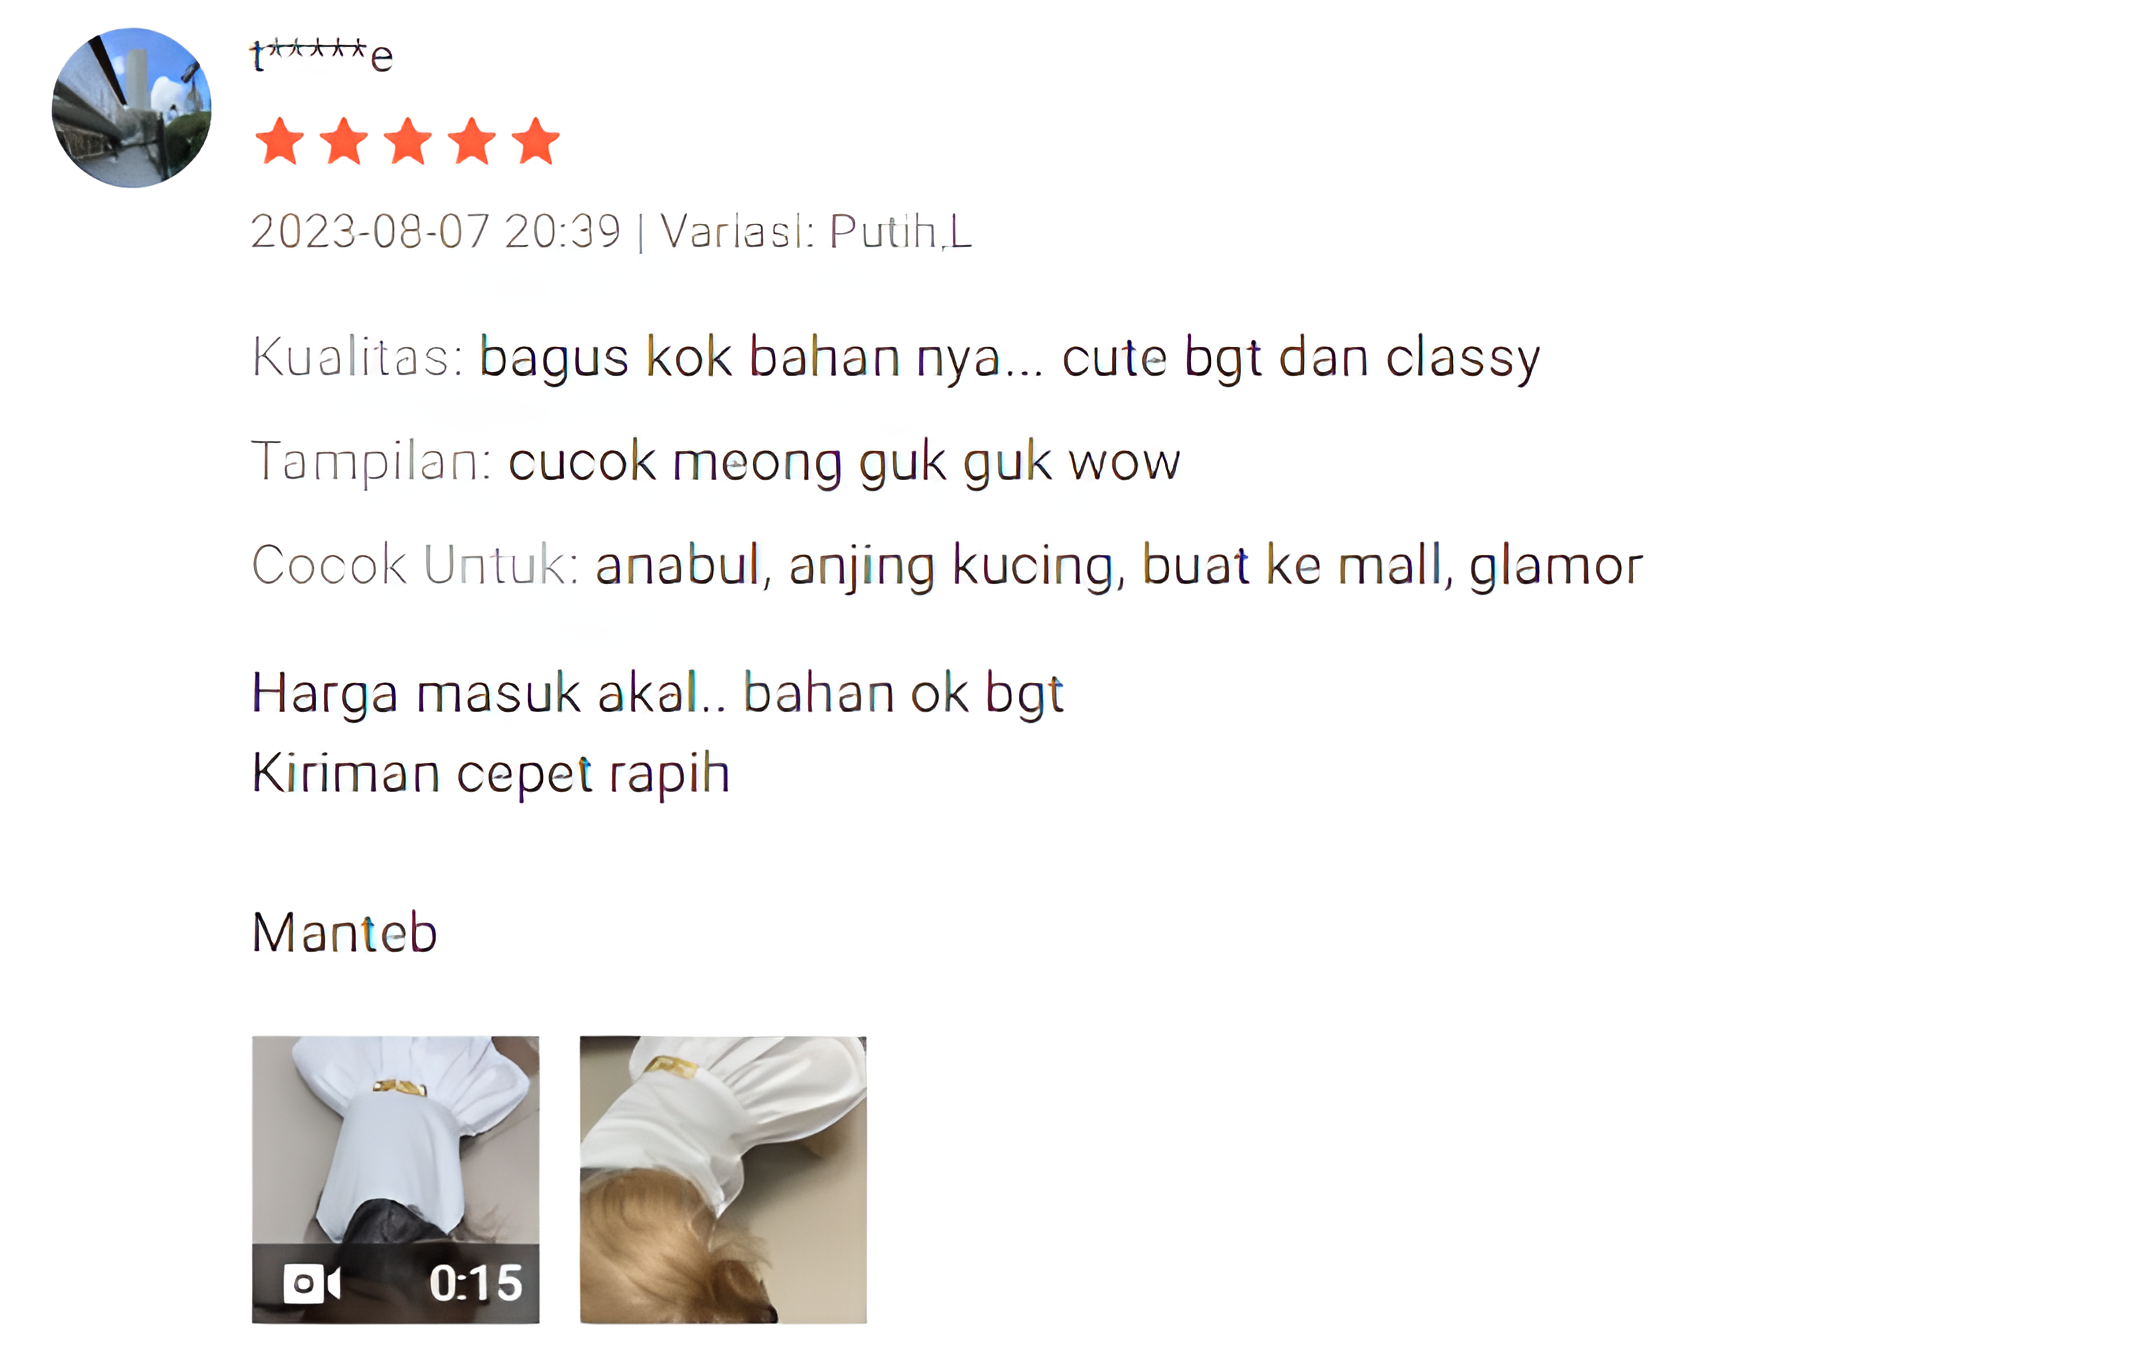 t*****e
2023-08-07 20:39 | Variasi: Putih,L
Kualitas: bagus kok bahan nya... cute bgt dan classy
Tampilan: cucok meong guk guk wow
Cocok Untuk: anabul, anjing kucing, buat ke mall, glamor
Harga masuk akal.. bahan ok bgt
Kiriman cepet rapih
Manteb
0:15